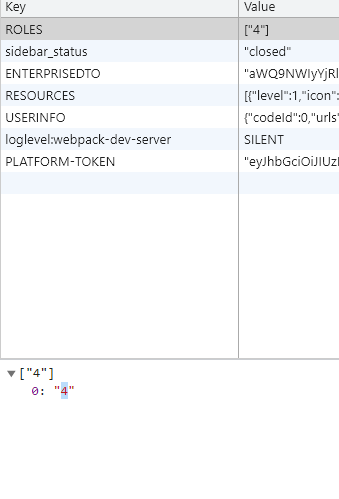 Key Value
ROLES ["4"]
sidebar_status "closed"
ENTERPRISEDTO "aWQ9NWIyYjRl
RESOURCES [{"level":1,"icon":
USERINFO {"codeId":0,"urls"
loglevel:webpack-dev-server SILENT
PLATFORM-TOKEN "eyJhbGciOiJIUzI
▼["4"]
0: "4"